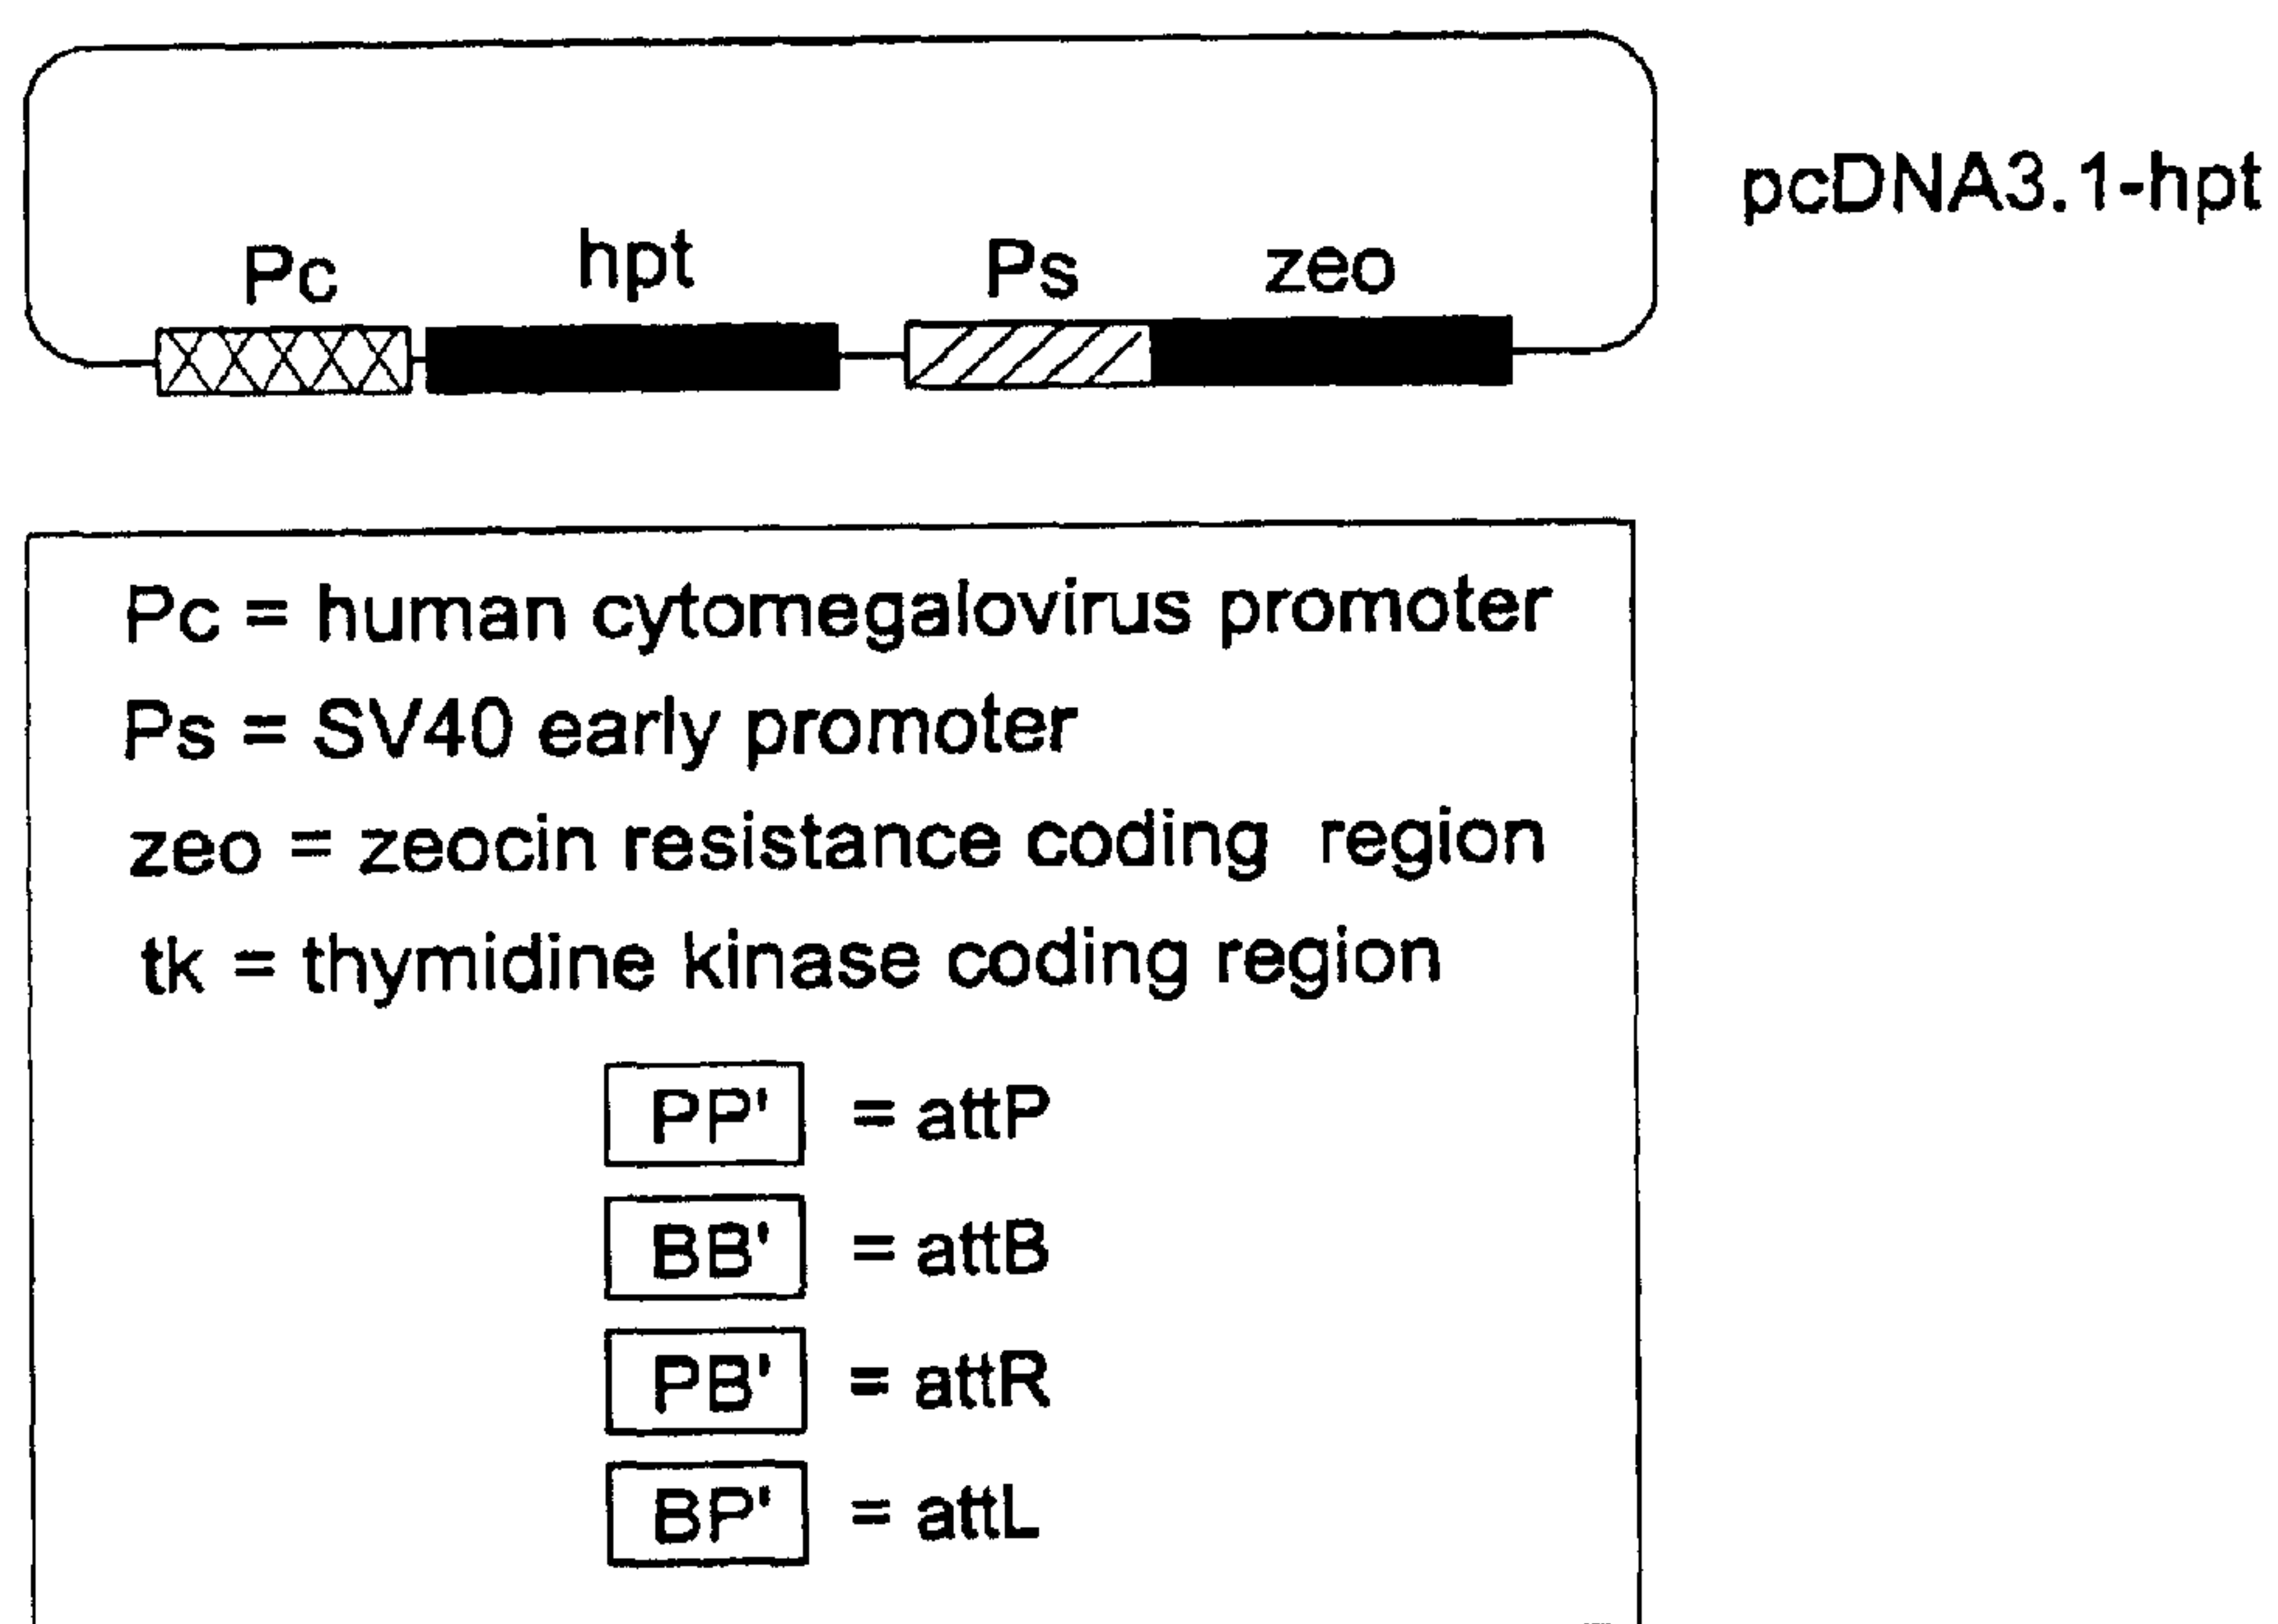 pcDNA3.1-hpt
Pc hpt Ps zeo
Pc = human cytomegalovirus promoter
Ps = SV40 early promoter
zeo = zeocin resistance coding region
tk = thymidine kinase coding region
PP' = attP
BB' = attB
PB' = attR
BP' = attL